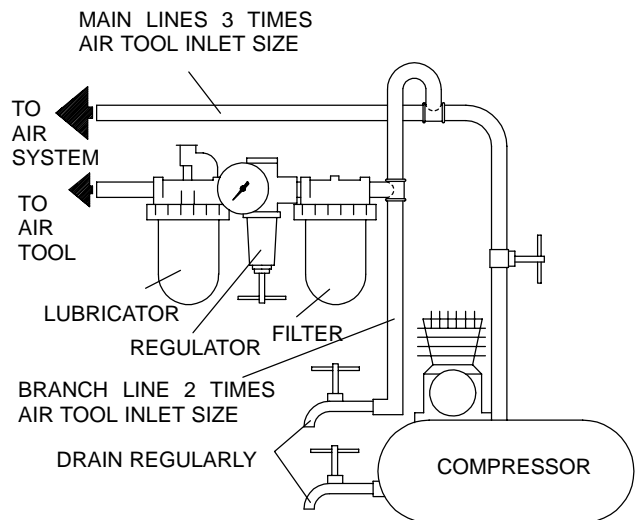 MAIN LINES 3 TIMES
AIR TOOL INLET SIZE
TO
AIR
SYSTEM
TO
AIR
TOOL
LUBRICATOR
REGULATOR
FILTER
BRANCH LINE 2 TIMES
AIR TOOL INLET SIZE
DRAIN REGULARLY
COMPRESSOR